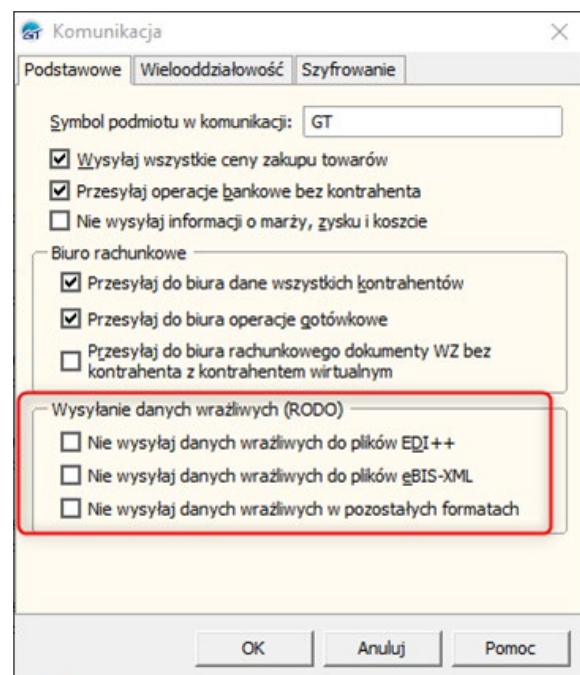 GT Komunikacja
Podstawowe Wielooddziałowość Szyfrowanie
Symbol podmiotu w komunikacji: GT
Wysyłaj wszystkie ceny zakupu towarów
Przesyłaj operacje bankowe bez kontrahenta
Nie wysyłaj informacji o marży, zysku i koszcie
Biuro rachunkowe
Przesyłaj do biura dane wszystkich kontrahentów
Przesyłaj do biura operacje gotówkowe
Przesyłaj do biura rachunkowego dokumenty WZ bez
kontrahenta z kontrahentem wirtualnym
Wysyłanie danych wrażliwych (RODO)
Nie wysyłaj danych wrażliwych do plików EDI++
Nie wysyłaj danych wrażliwych do plików eBIS-XML
Nie wysyłaj danych wrażliwych w pozostałych formatach
OK Anuluj Pomoc